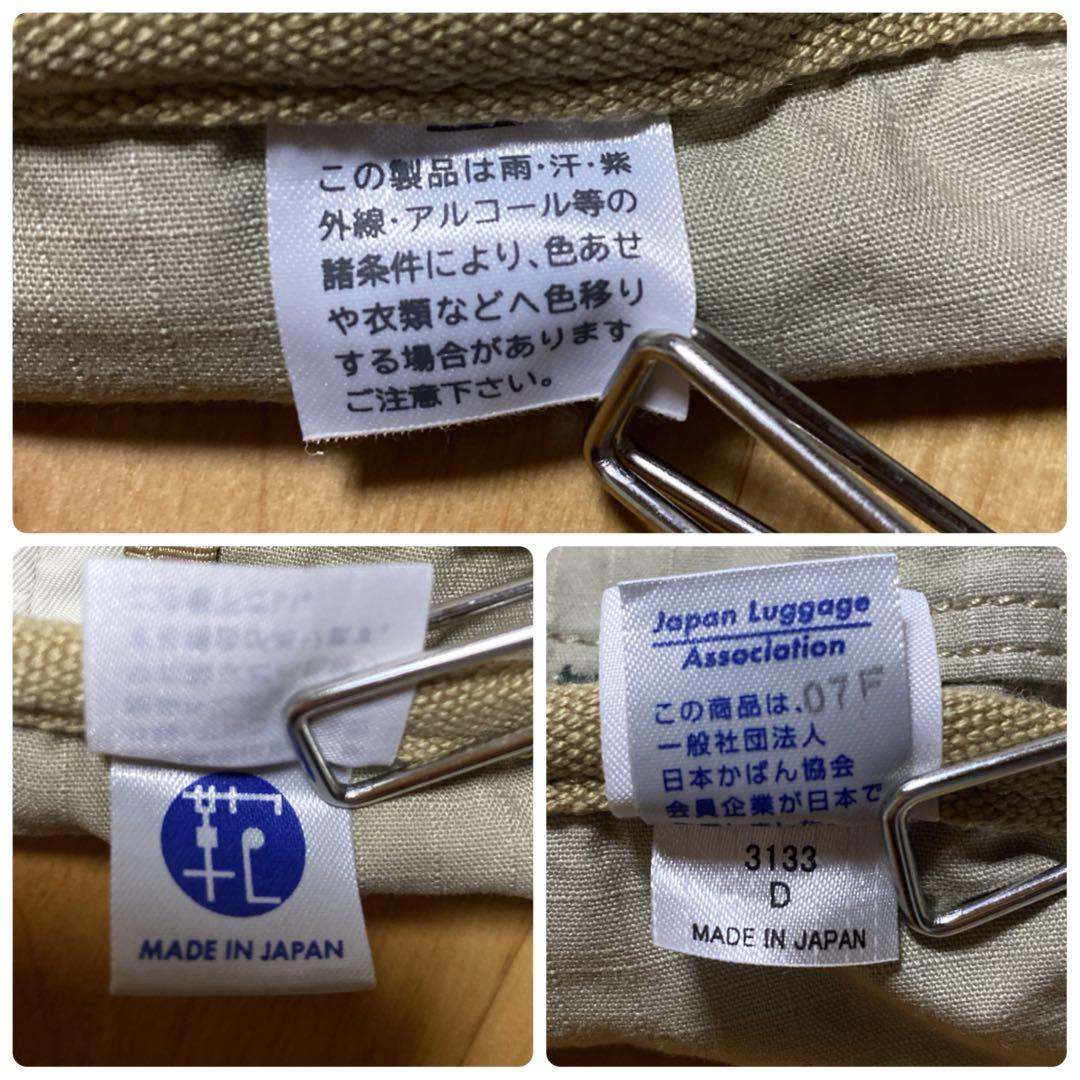 この製品は雨・汗・紫
外線・アルコール等の
諸条件により、色あせ
や衣類などへ色移り
する場合があります
ご注意下さい。
鞄
MADE IN JAPAN
Japan Luggage
Association
この商品は、07F
一般社団法人
日本かばん協会
会員企業が日本で
3133
D
MADE IN JAPAN